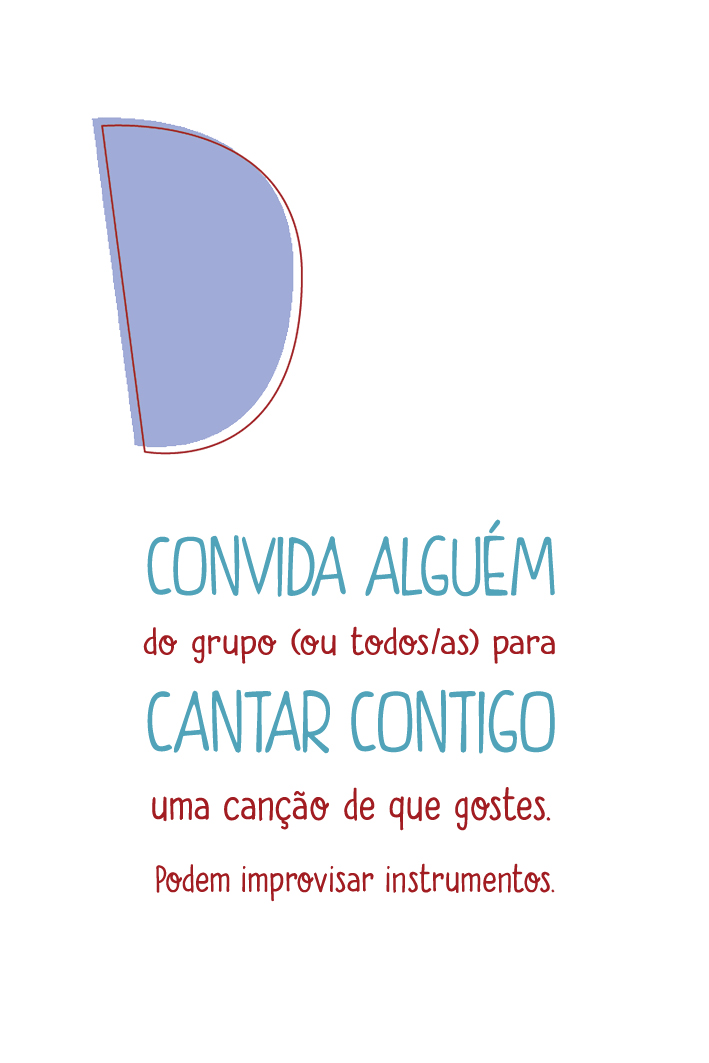 D
CONVIDA ALGUÉM
do grupo (ou todos/as) para
CANTAR CONTIGO
uma canção de que gostes.
Podem improvisar instrumentos.